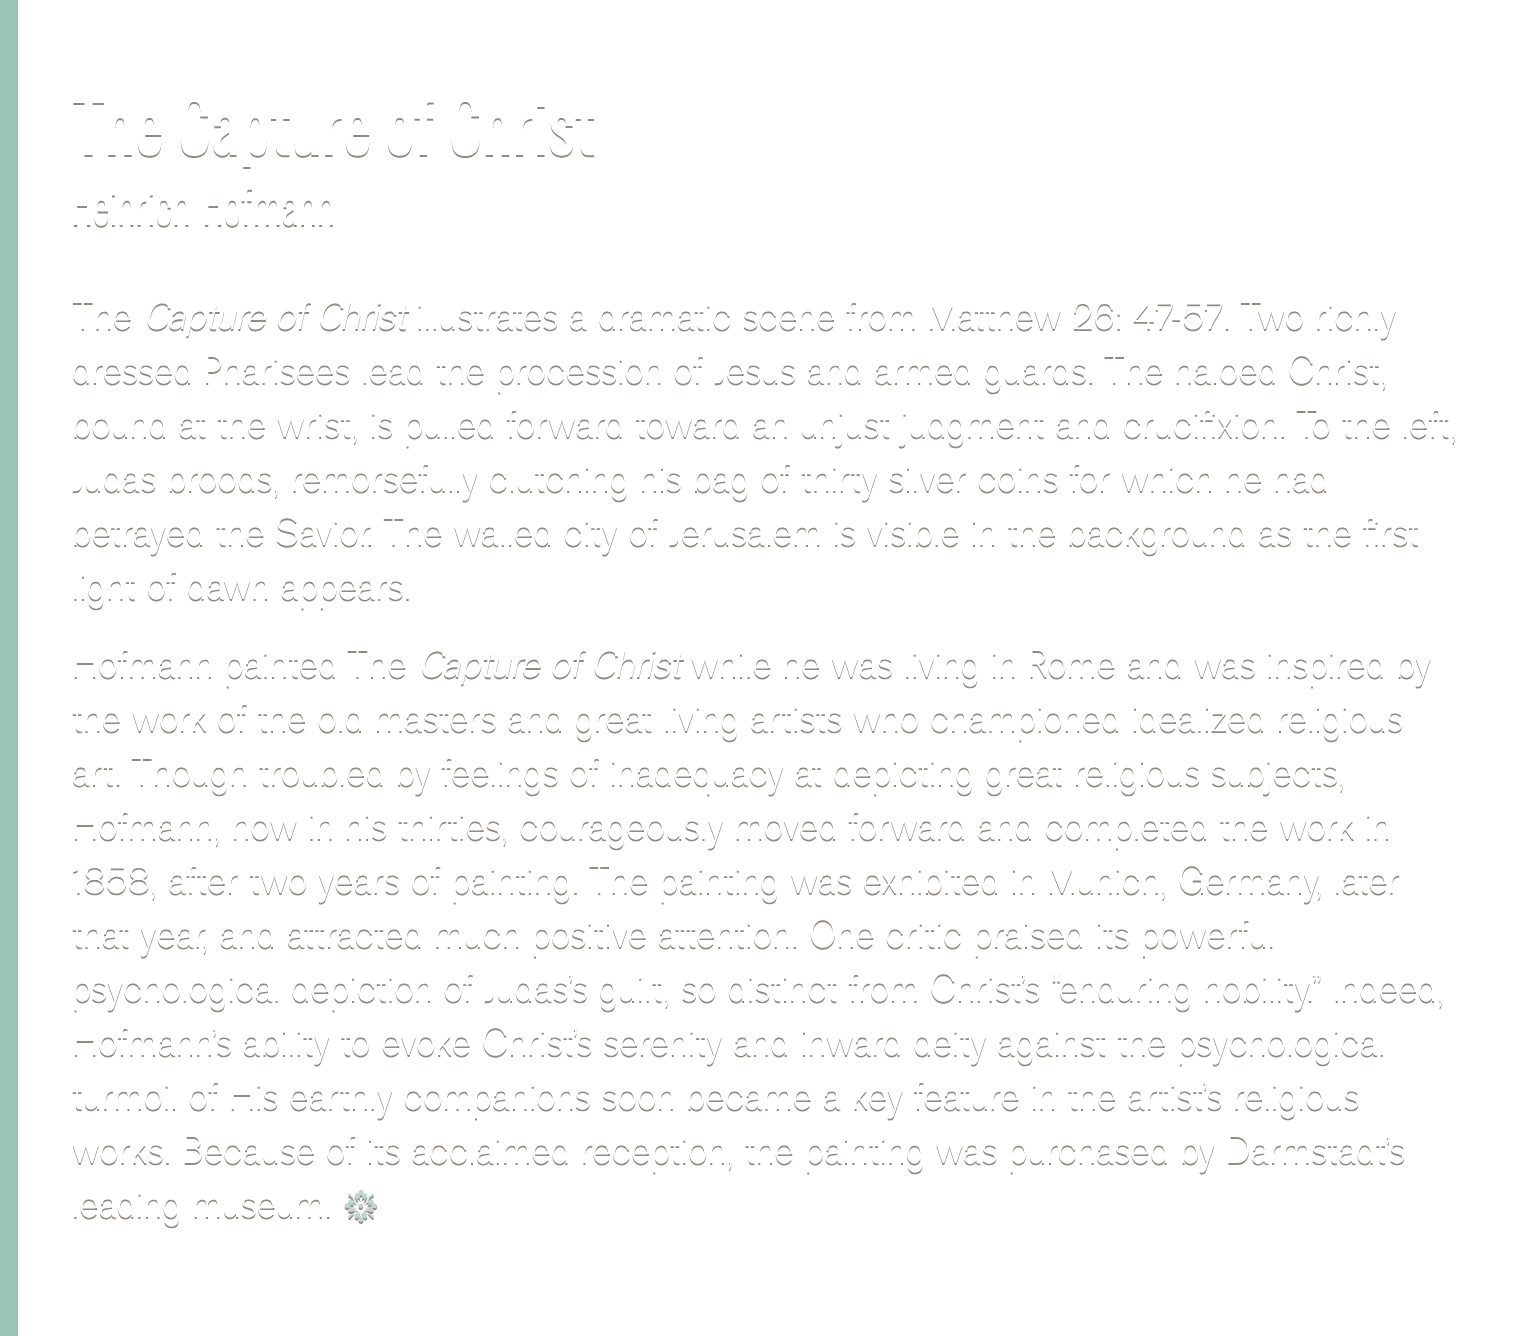 The Capture of Christ
Heinrich Hofmann
The Capture of Christ illustrates a dramatic scene from Matthew 26: 47-57. Two richly
dressed Pharisees lead the procession of Jesus and armed guards. The haloed Christ,
bound at the wrist, is pulled forward toward an unjust judgment and crucifixion. To the left,
Judas broods, remorsefully clutching his bag of thirty silver coins for which he had
betrayed the Savior. The walled city of Jerusalem is visible in the background as the first
light of dawn appears.
Hofmann painted The Capture of Christ while he was living in Rome and was inspired by
the work of the old masters and great living artists who championed idealized religious
art. Though troubled by feelings of inadequacy at depicting great religious subjects,
Hofmann, now in his thirties, courageously moved forward and completed the work in
1858, after two years of painting. The painting was exhibited in Munich, Germany, later
that year, and attracted much positive attention. One critic praised its powerful
psychological depiction of Judas’s guilt, so distinct from Christ’s “enduring nobility.” Indeed,
Hofmann’s ability to evoke Christ’s serenity and inward deity against the psychological
turmoil of His earthly companions soon became a key feature in the artist’s religious
works. Because of its acclaimed reception, the painting was purchased by Darmstadt’s
leading museum.